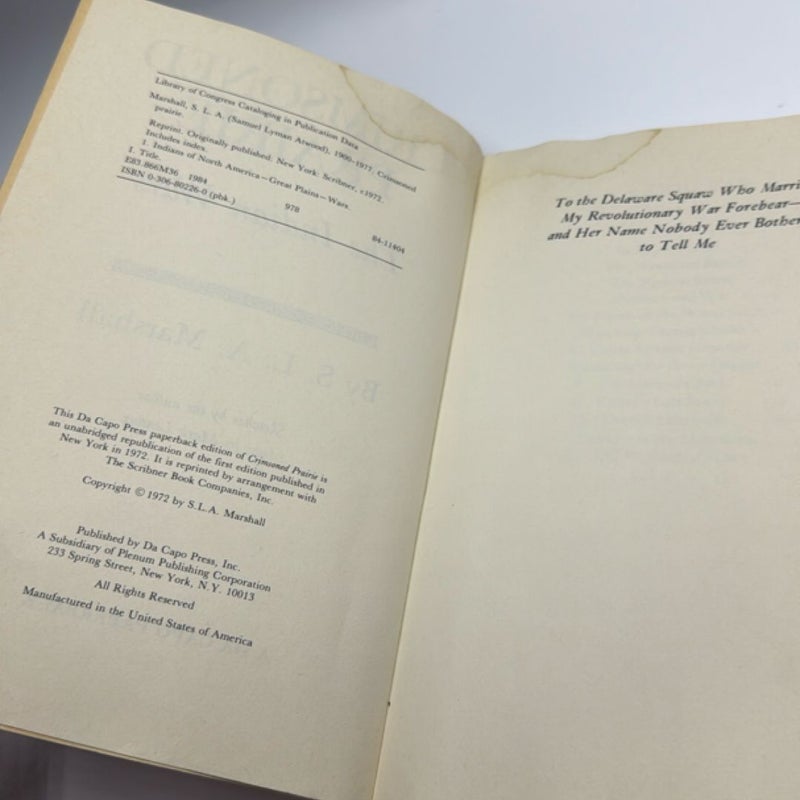 Library of Congress Cataloging in Publication Data
Marshall, S. L. A. (Samuel Lyman Atwood), 1900–1977. Crimsoned
prairie.
Reprint. Originally published: New York: Scribner, c1972.
Includes index.
1. Indians of North America—Great Plains—Wars.
I. Title.
E83.866M36 1984 978 84-11404
ISBN 0-306-80226-0 (pbk.)
By S. L. A. Marshall
This Da Capo Press paperback edition of Crimsoned Prairie is
an unabridged republication of the first edition published in
New York in 1972. It is reprinted by arrangement with
The Scribner Book Companies, Inc.
Copyright © 1972 by S.L.A. Marshall
Published by Da Capo Press, Inc.
A Subsidiary of Plenum Publishing Corporation
233 Spring Street, New York, N.Y. 10013
All Rights Reserved
Manufactured in the United States of America
To the Delaware Squaw Who Marri
My Revolutionary War Forebear—
and Her Name Nobody Ever Bother
to Tell Me